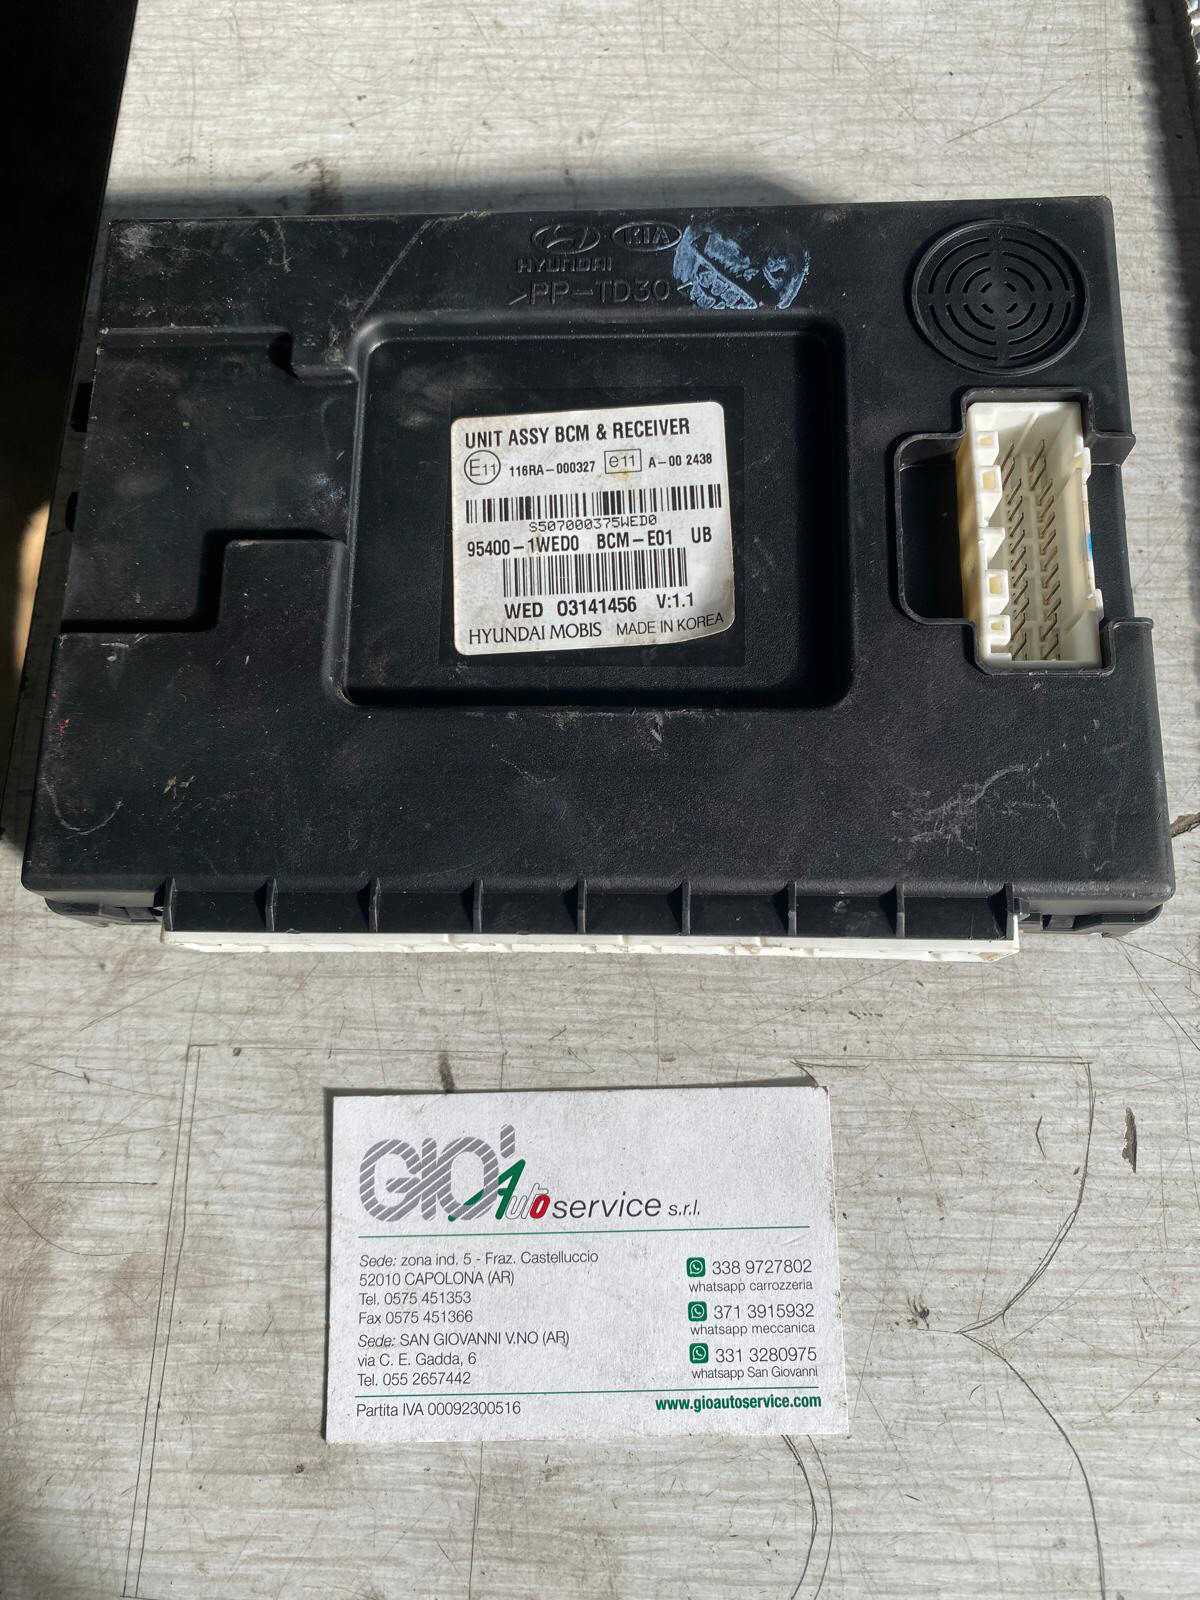 HYUNDAI KIA
>PP-TD30
UNIT ASSY BCM & RECEIVER
E11 116RA-000327 e11 A-00 2438
S507000375WED0
95400-1WED0 BCM-E01 UB
WED 03141456 V:1.1
HYUNDAI MOBIS MADE IN KOREA
GIO' Auto service s.r.l.
Sede: zona ind. 5 - Fraz. Castelluccio
52010 CAPOLONA (AR)
Tel. 0575 451353
Fax 0575 451366
Sede: SAN GIOVANNI V.NO (AR)
via C. E. Gadda, 6
Tel. 055 2657442
338 9727802
whatsapp carrozzeria
371 3915932
whatsapp meccanica
331 3280975
whatsapp San Giovanni
Partita IVA 00092300516
www.gioautoservice.com